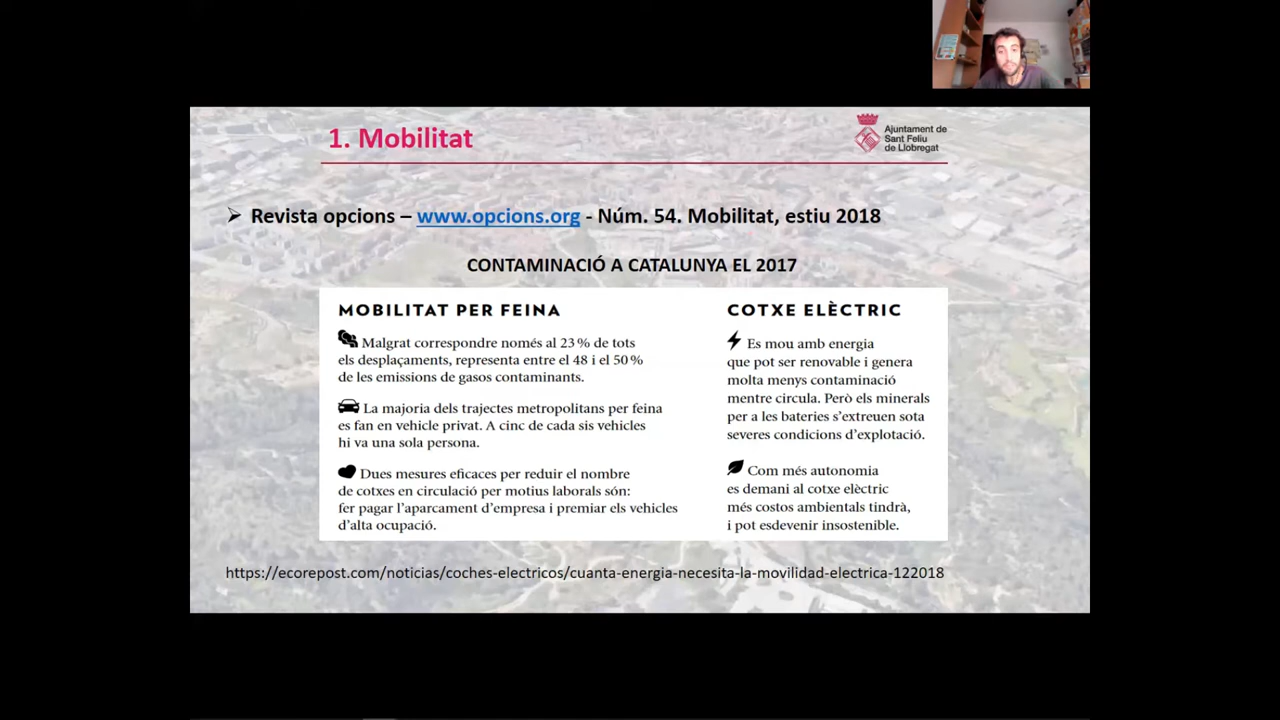 1. Mobilitat
Ajuntament de
Sant Feliu
de Llobregat
➢ Revista opcions – www.opcions.org - Núm. 54. Mobilitat, estiu 2018
CONTAMINACIÓ A CATALUNYA EL 2017
MOBILITAT PER FEINA
Malgrat correspondre només al 23 % de tots
els desplaçaments, representa entre el 48 i el 50 %
de les emissions de gasos contaminants.
La majoria dels trajectes metropolitans per feina
es fan en vehicle privat. A cinc de cada sis vehicles
hi va una sola persona.
Dues mesures eficaces per reduir el nombre
de cotxes en circulació per motius laborals són:
fer pagar l’aparcament d’empresa i premiar els vehicles
d’alta ocupació.
COTXE ELÈCTRIC
Es mou amb energia
que pot ser renovable i genera
molta menys contaminació
mentre circula. Però els minerals
per a les bateries s’extreuen sota
severes condicions d’explotació.
Com més autonomia
es demani al cotxe elèctric
més costos ambientals tindrà,
i pot esdevenir insostenible.
https://ecorepost.com/noticias/coches-electricos/cuanta-energia-necesita-la-movilidad-electrica-122018